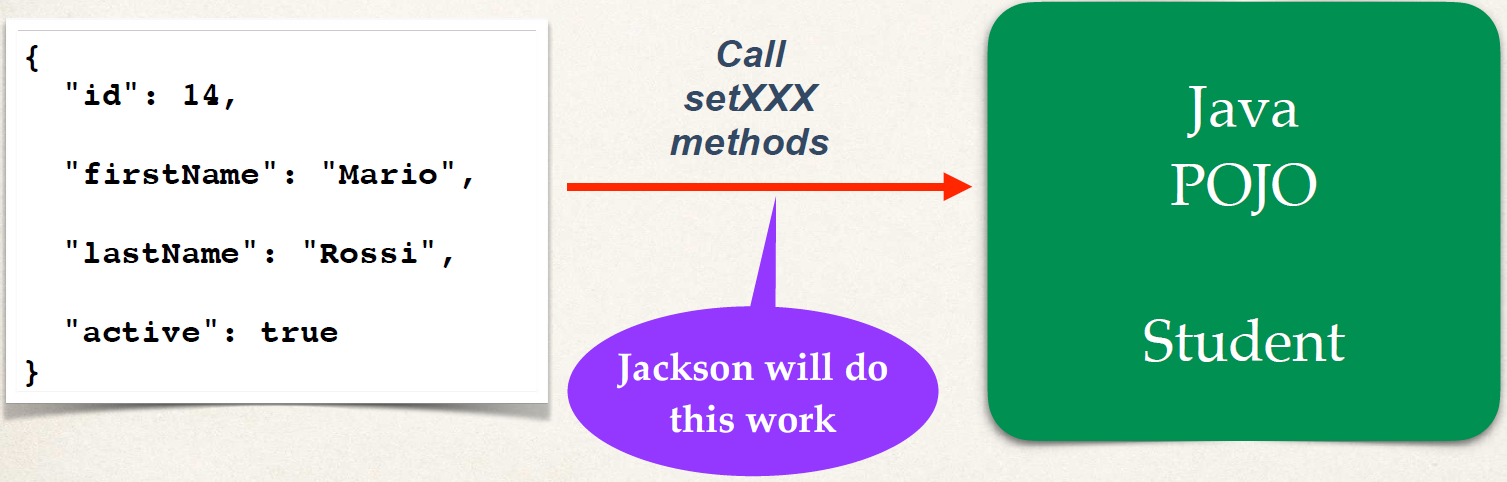 {
"id": 14,
"firstName": "Mario",
"lastName": "Rossi",
"active": true
}
Call
setXXX
methods
Jackson will do
this work
Java
POJO
Student